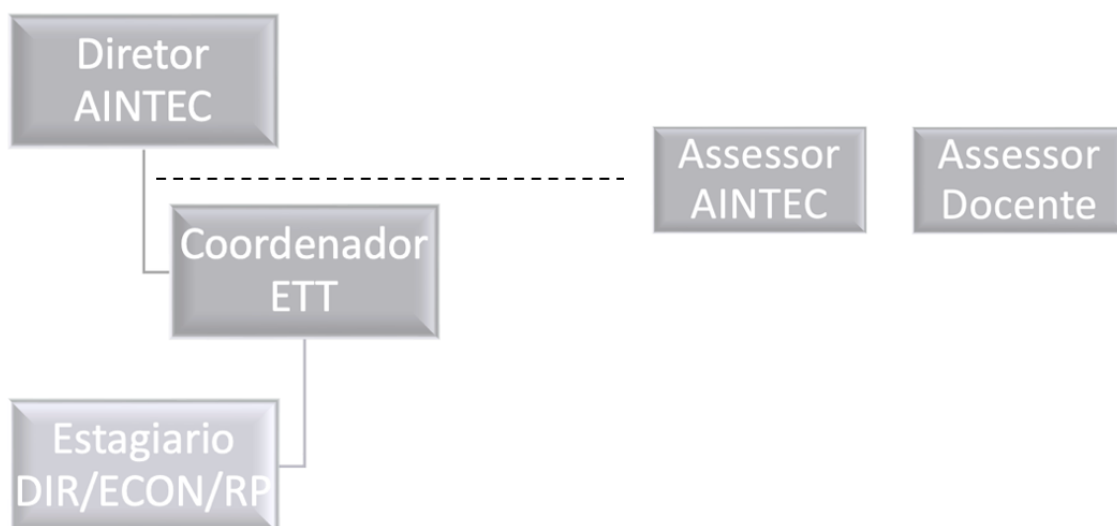 Diretor
AINTEC
Assessor
AINTEC
Assessor
Docente
Coordenador
ETT
Estagiario
DIR/ECON/RP